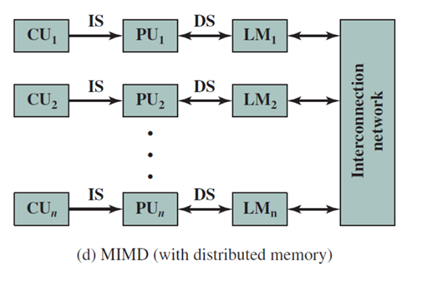 IS DS
CU₁ PU₁ LM₁
IS DS
CU₂ PU₂ LM₂
IS DS
CUₙ PUₙ LMₙ
Interconnection
network
(d) MIMD (with distributed memory)